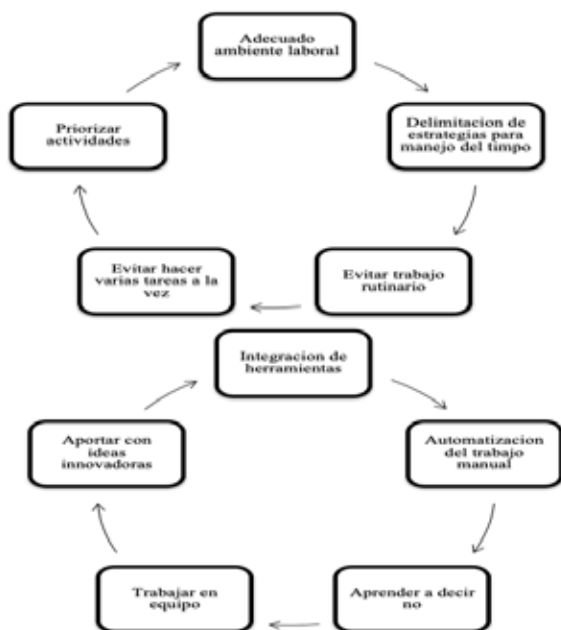 Adecuado
ambiente laboral
Delimitacion de
estrategias para
manejo del timpo
Evitar trabajo
rutinario
Evitar hacer
varias tareas a la
vez
Priorizar
actividades
Integracion de
herramientas
Automatizacion
del trabajo
manual
Aprender a decir
no
Trabajar en
equipo
Aportar con
ideas
innovadoras